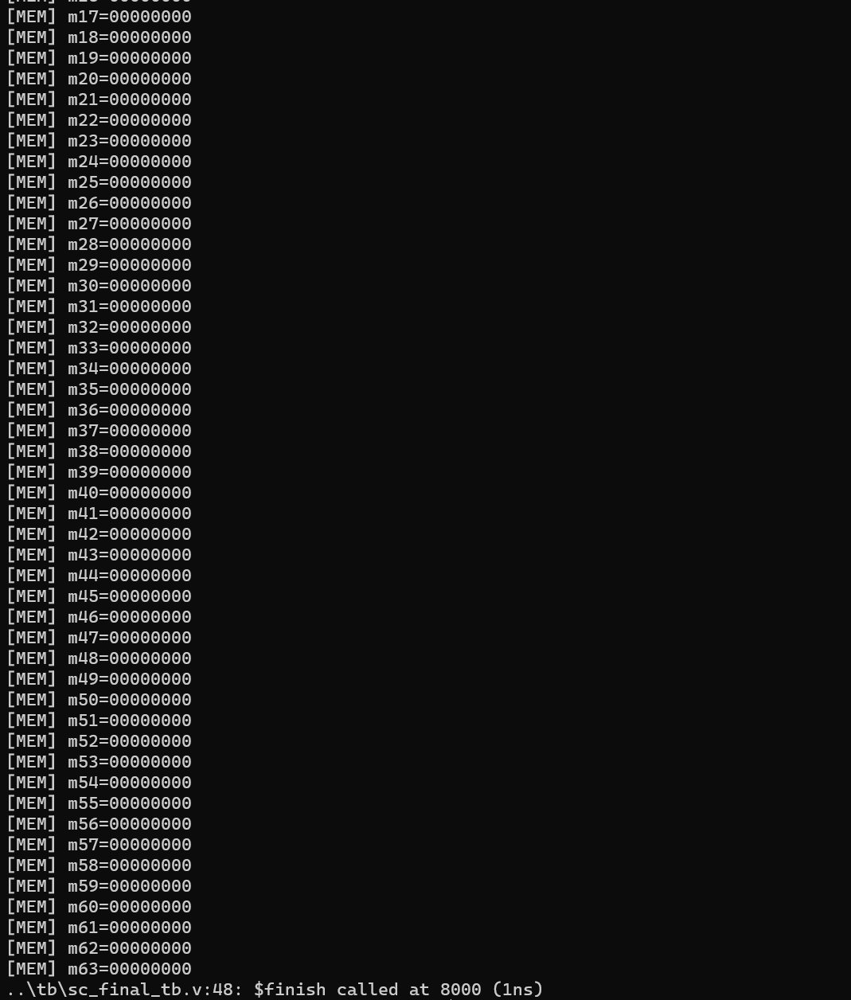 [MEM] m17=00000000
[MEM] m18=00000000
[MEM] m19=00000000
[MEM] m20=00000000
[MEM] m21=00000000
[MEM] m22=00000000
[MEM] m23=00000000
[MEM] m24=00000000
[MEM] m25=00000000
[MEM] m26=00000000
[MEM] m27=00000000
[MEM] m28=00000000
[MEM] m29=00000000
[MEM] m30=00000000
[MEM] m31=00000000
[MEM] m32=00000000
[MEM] m33=00000000
[MEM] m34=00000000
[MEM] m35=00000000
[MEM] m36=00000000
[MEM] m37=00000000
[MEM] m38=00000000
[MEM] m39=00000000
[MEM] m40=00000000
[MEM] m41=00000000
[MEM] m42=00000000
[MEM] m43=00000000
[MEM] m44=00000000
[MEM] m45=00000000
[MEM] m46=00000000
[MEM] m47=00000000
[MEM] m48=00000000
[MEM] m49=00000000
[MEM] m50=00000000
[MEM] m51=00000000
[MEM] m52=00000000
[MEM] m53=00000000
[MEM] m54=00000000
[MEM] m55=00000000
[MEM] m56=00000000
[MEM] m57=00000000
[MEM] m58=00000000
[MEM] m59=00000000
[MEM] m60=00000000
[MEM] m61=00000000
[MEM] m62=00000000
[MEM] m63=00000000
..\tb\sc_final_tb.v:48: $finish called at 8000 (1ns)